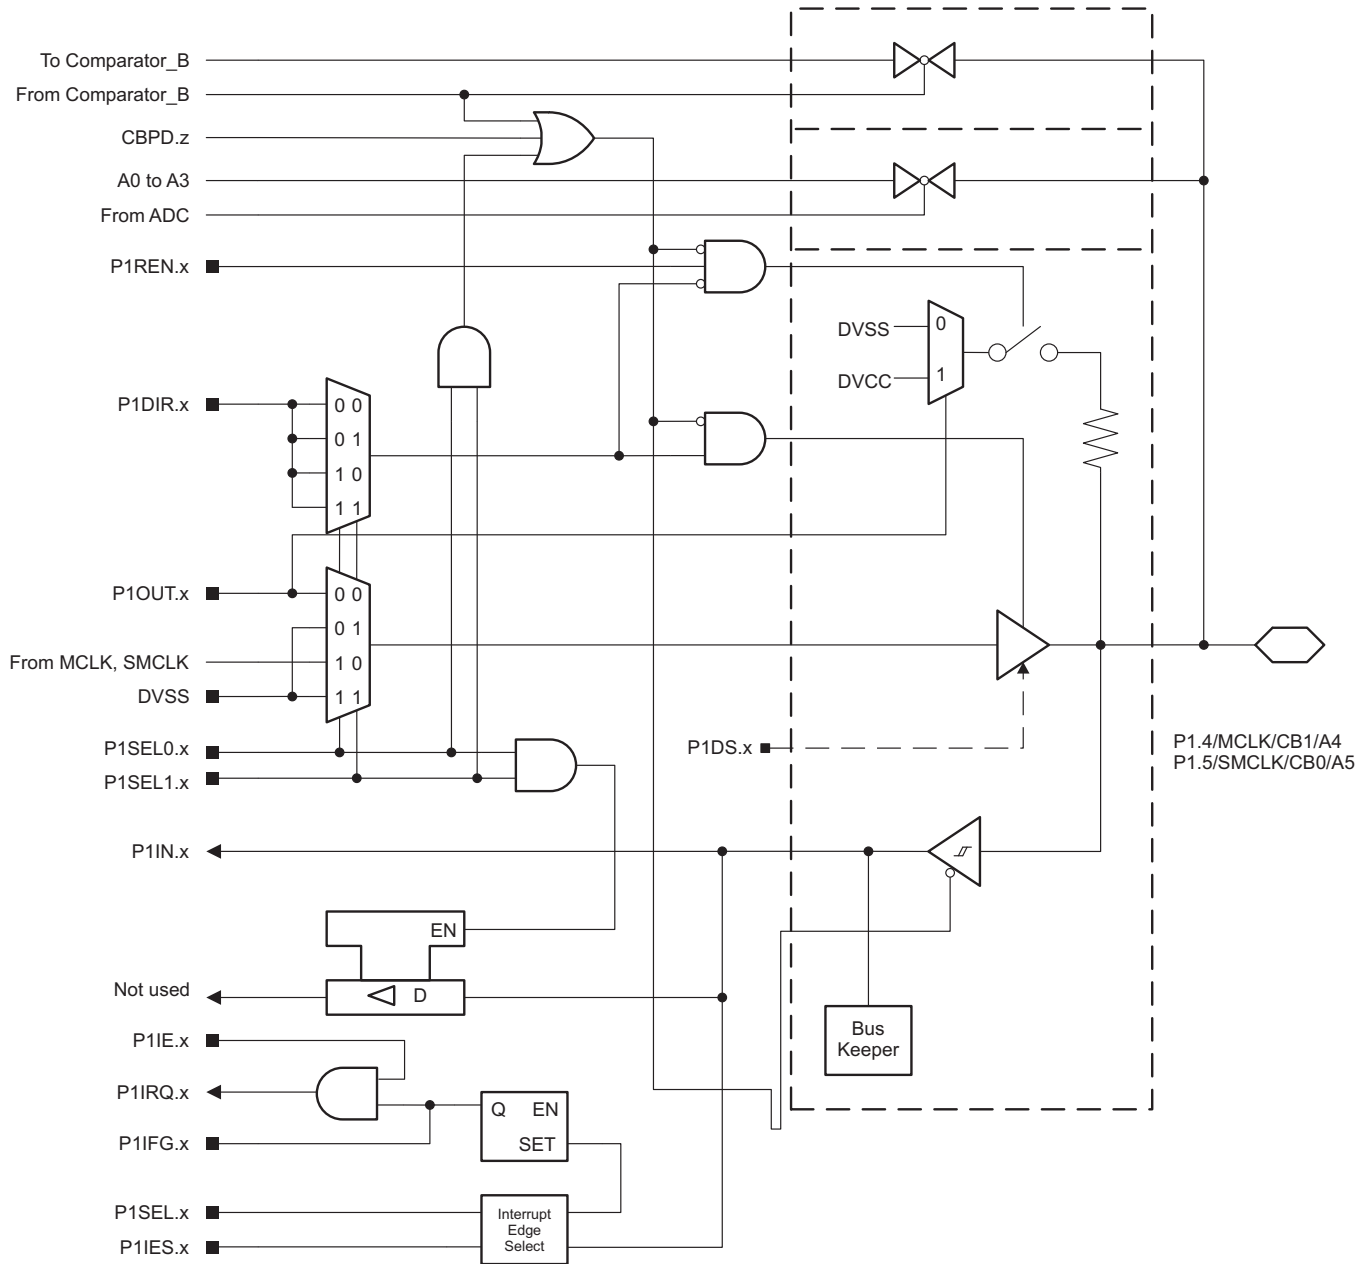 To Comparator_B
From Comparator_B
CBPD.z
A0 to A3
From ADC
P1REN.x
DVSS
0
DVCC
1
P1DIR.x
0 0
0 1
1 0
1 1
P1OUT.x
0 0
0 1
From MCLK, SMCLK
1 0
DVSS
1 1
P1SEL0.x
P1DS.x
P1.4/MCLK/CB1/A4
P1.5/SMCLK/CB0/A5
P1SEL1.x
P1IN.x
EN
Not used
D
Bus
Keeper
P1IE.x
P1IRQ.x
Q EN
P1IFG.x
SET
P1SEL.x
Interrupt
Edge
Select
P1IES.x